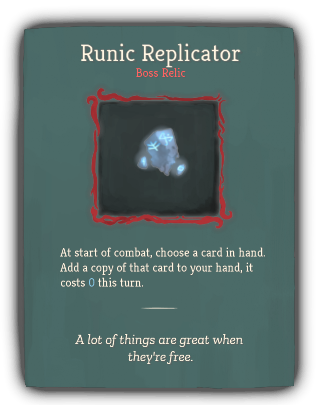 Runic Replicator
Boss Relic
At start of combat, choose a card in hand.
Add a copy of that card to your hand, it
costs 0 this turn.
A lot of things are great when
they're free.